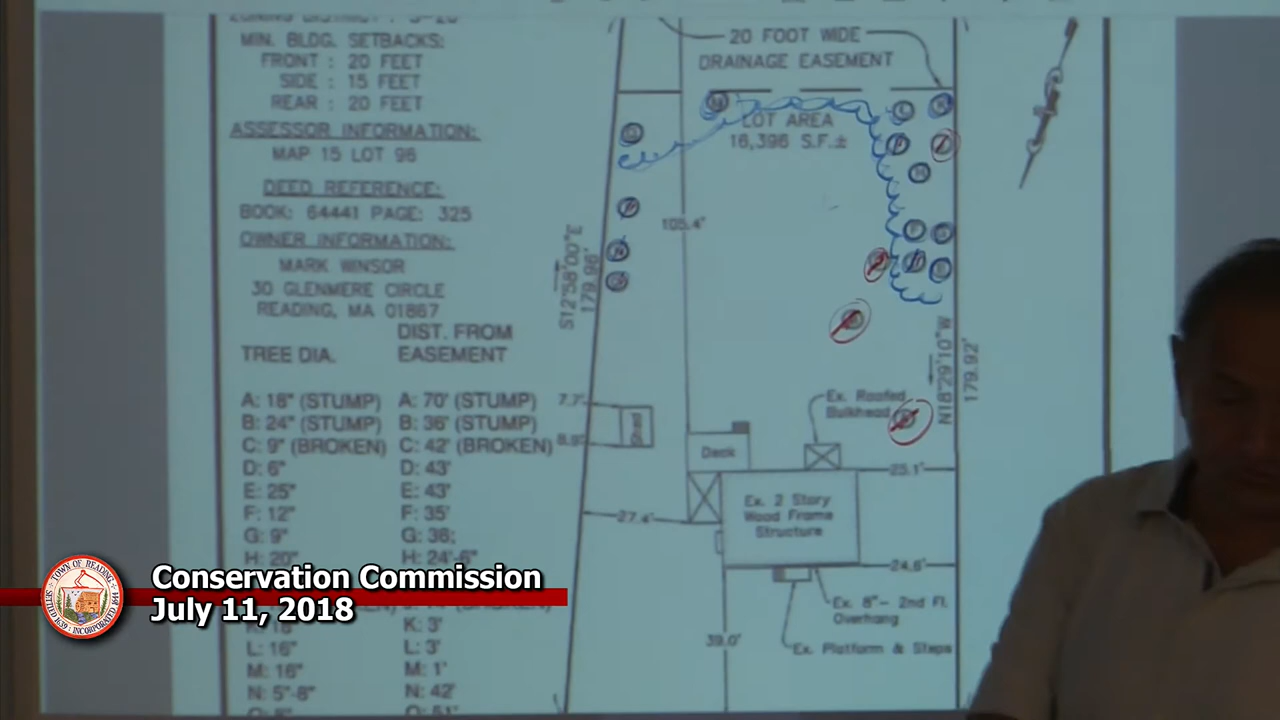 MIN. BLDG. SETBACKS:
FRONT : 20 FEET
SIDE : 15 FEET
REAR : 20 FEET
ASSESSOR INFORMATION:
MAP 15 LOT 96
DEED REFERENCE:
BOOK: 64441 PAGE: 325
OWNER INFORMATION:
MARK WINSOR
30 GLENMERE CIRCLE
READING, MA 01867
DIST. FROM
TREE DIA. EASEMENT
A: 18" (STUMP) A: 70' (STUMP)
B: 24" (STUMP) B: 36' (STUMP)
C: 9" (BROKEN) C: 42' (BROKEN)
D: 6" D: 43'
E: 25" E: 43'
F: 12" F: 35'
G: 9" G: 36;
H: 20" H: 24'-6"
K: 3'
L: 16" L: 3'
M: 16" M: 1'
N: 5"-8" N: 42'
20 FOOT WIDE
DRAINAGE EASEMENT
LOT AREA
16,396 S.F.±
105.4'
S12°58'00"E
179.96'
N18°29'10"W
179.92'
7.7'
Shed
Deck
Ex. Roofed
Bulkhead
25.1'
Ex. 2 Story
Wood Frame
Structure
27.4'
24.6'
Ex. 8"- 2nd Fl.
Overhang
39.0'
Ex. Platform & Steps
TOWN OF READING
Conservation Commission
July 11, 2018